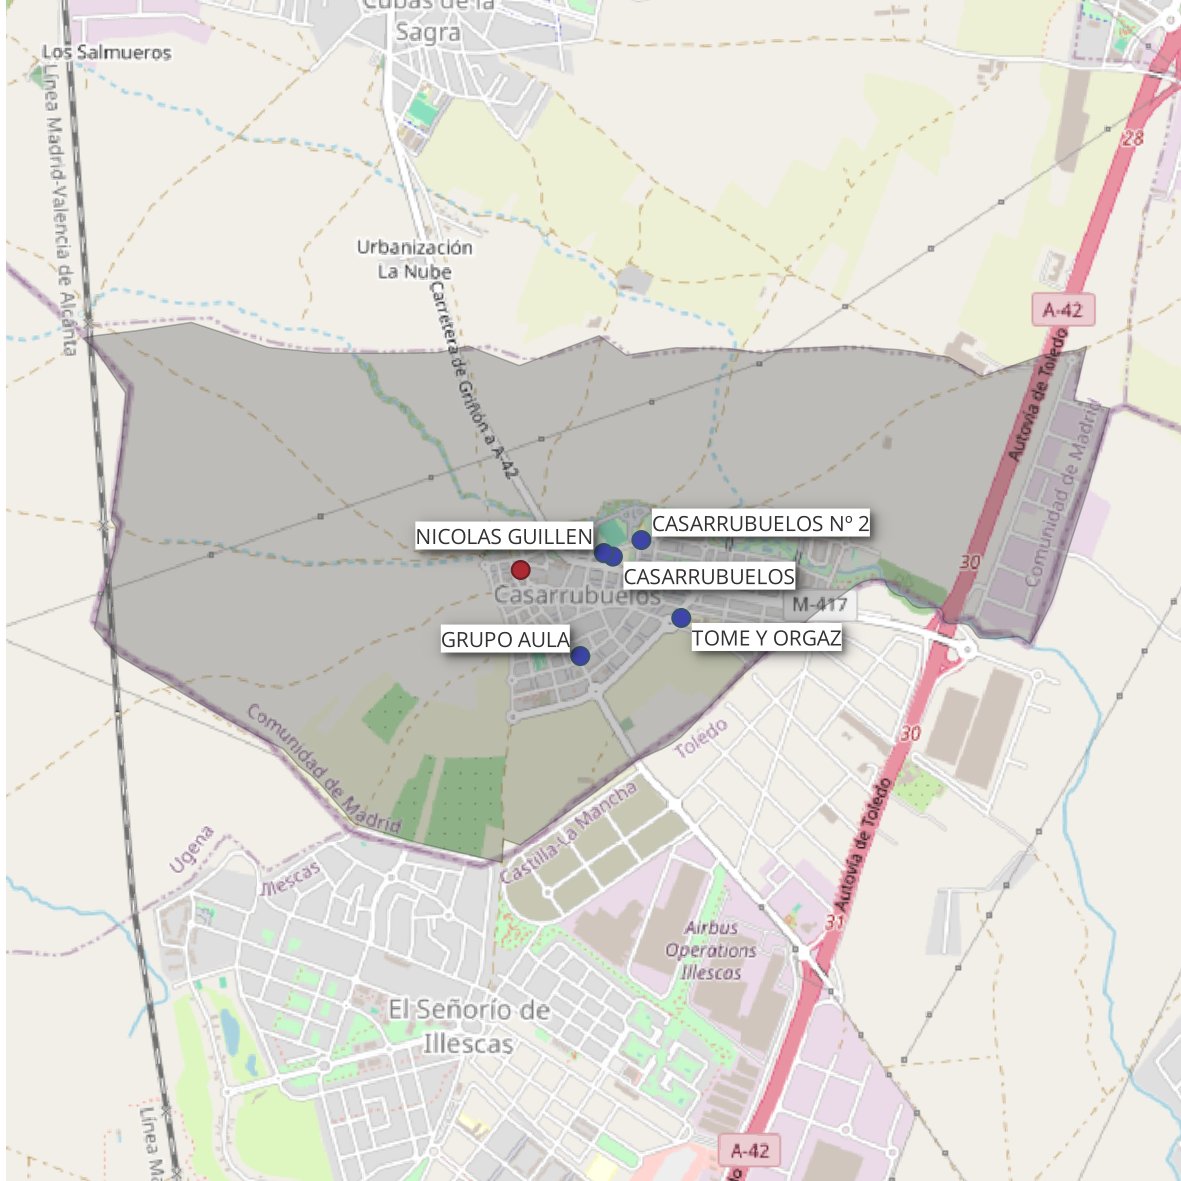 Cubas de la
Sagra
Los Salmueros
28
Línea Madrid-Valencia de Alcánta
Urbanización
La Nube
A-42
Carretera de Griñón a A-42
Autovía de Toledo
Comunidad de Madrid
CASARRUBUELOS Nº 2
NICOLAS GUILLEN
30
CASARRUBUELOS
Casarrubuelos
M-417
GRUPO AULA
TOME Y ORGAZ
Comunidad de Madrid
Toledo
30
Castilla-La Mancha
Autovía de Toledo
Ugena
Illescas
31
Airbus
Operations
Illescas
El Señorío de
Illescas
Línea Ma
A-42